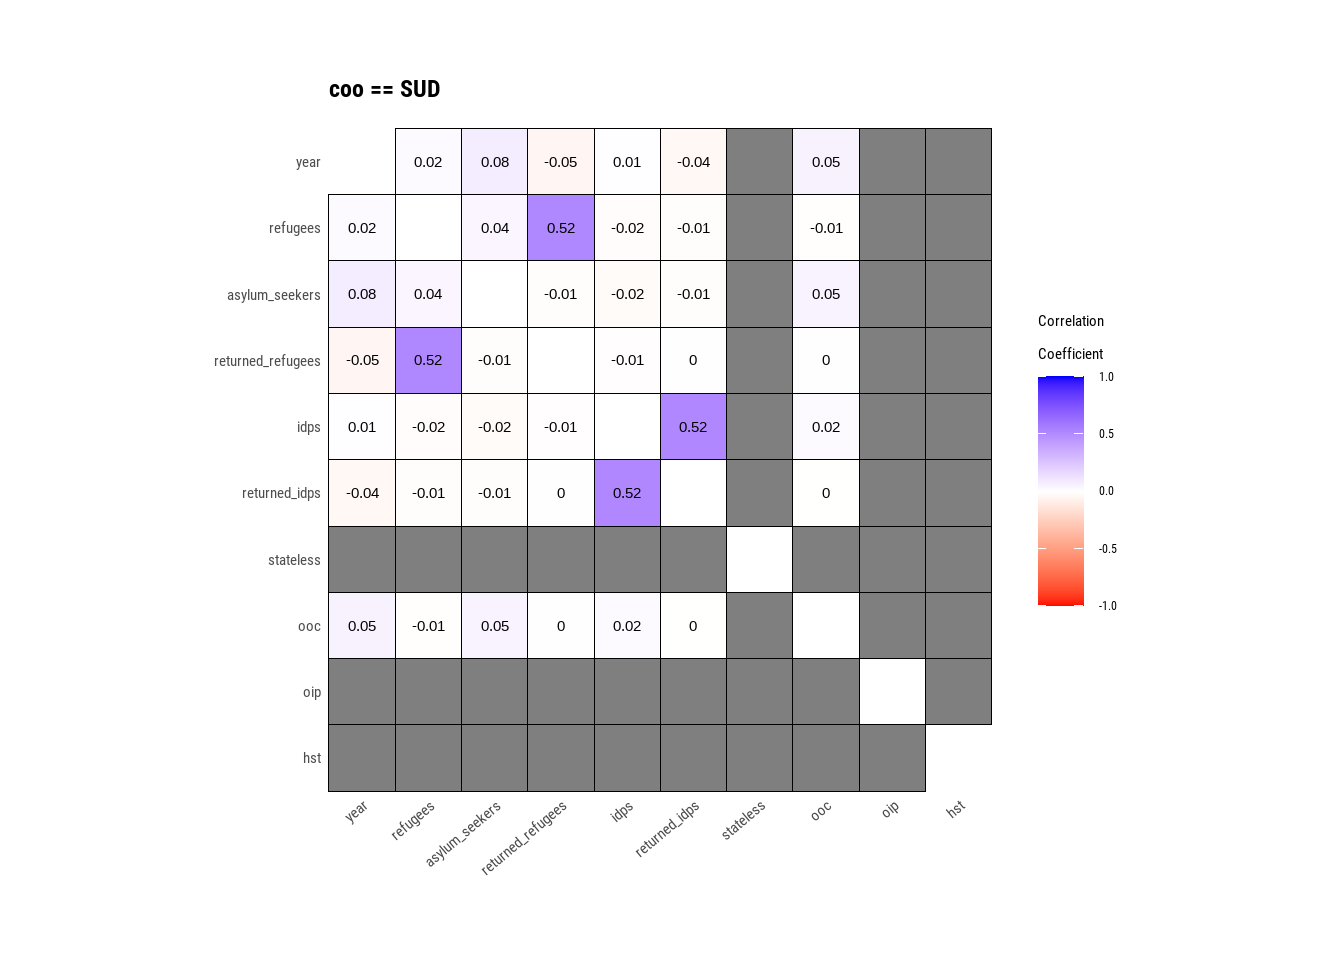 coo == SUD
year 0.02 0.08 -0.05 0.01 -0.04 0.05
refugees 0.02 0.04 0.52 -0.02 -0.01 -0.01
asylum_seekers 0.08 0.04 -0.01 -0.02 -0.01 0.05
returned_refugees -0.05 0.52 -0.01 -0.01 0 0
idps 0.01 -0.02 -0.02 -0.01 0.52 0.02
returned_idps -0.04 -0.01 -0.01 0 0.52 0
stateless
ooc 0.05 -0.01 0.05 0 0.02 0
oip
hst
year refugees asylum_seekers returned_refugees idps returned_idps stateless ooc oip hst
Correlation
Coefficient
1.0
0.5
0.0
-0.5
-1.0